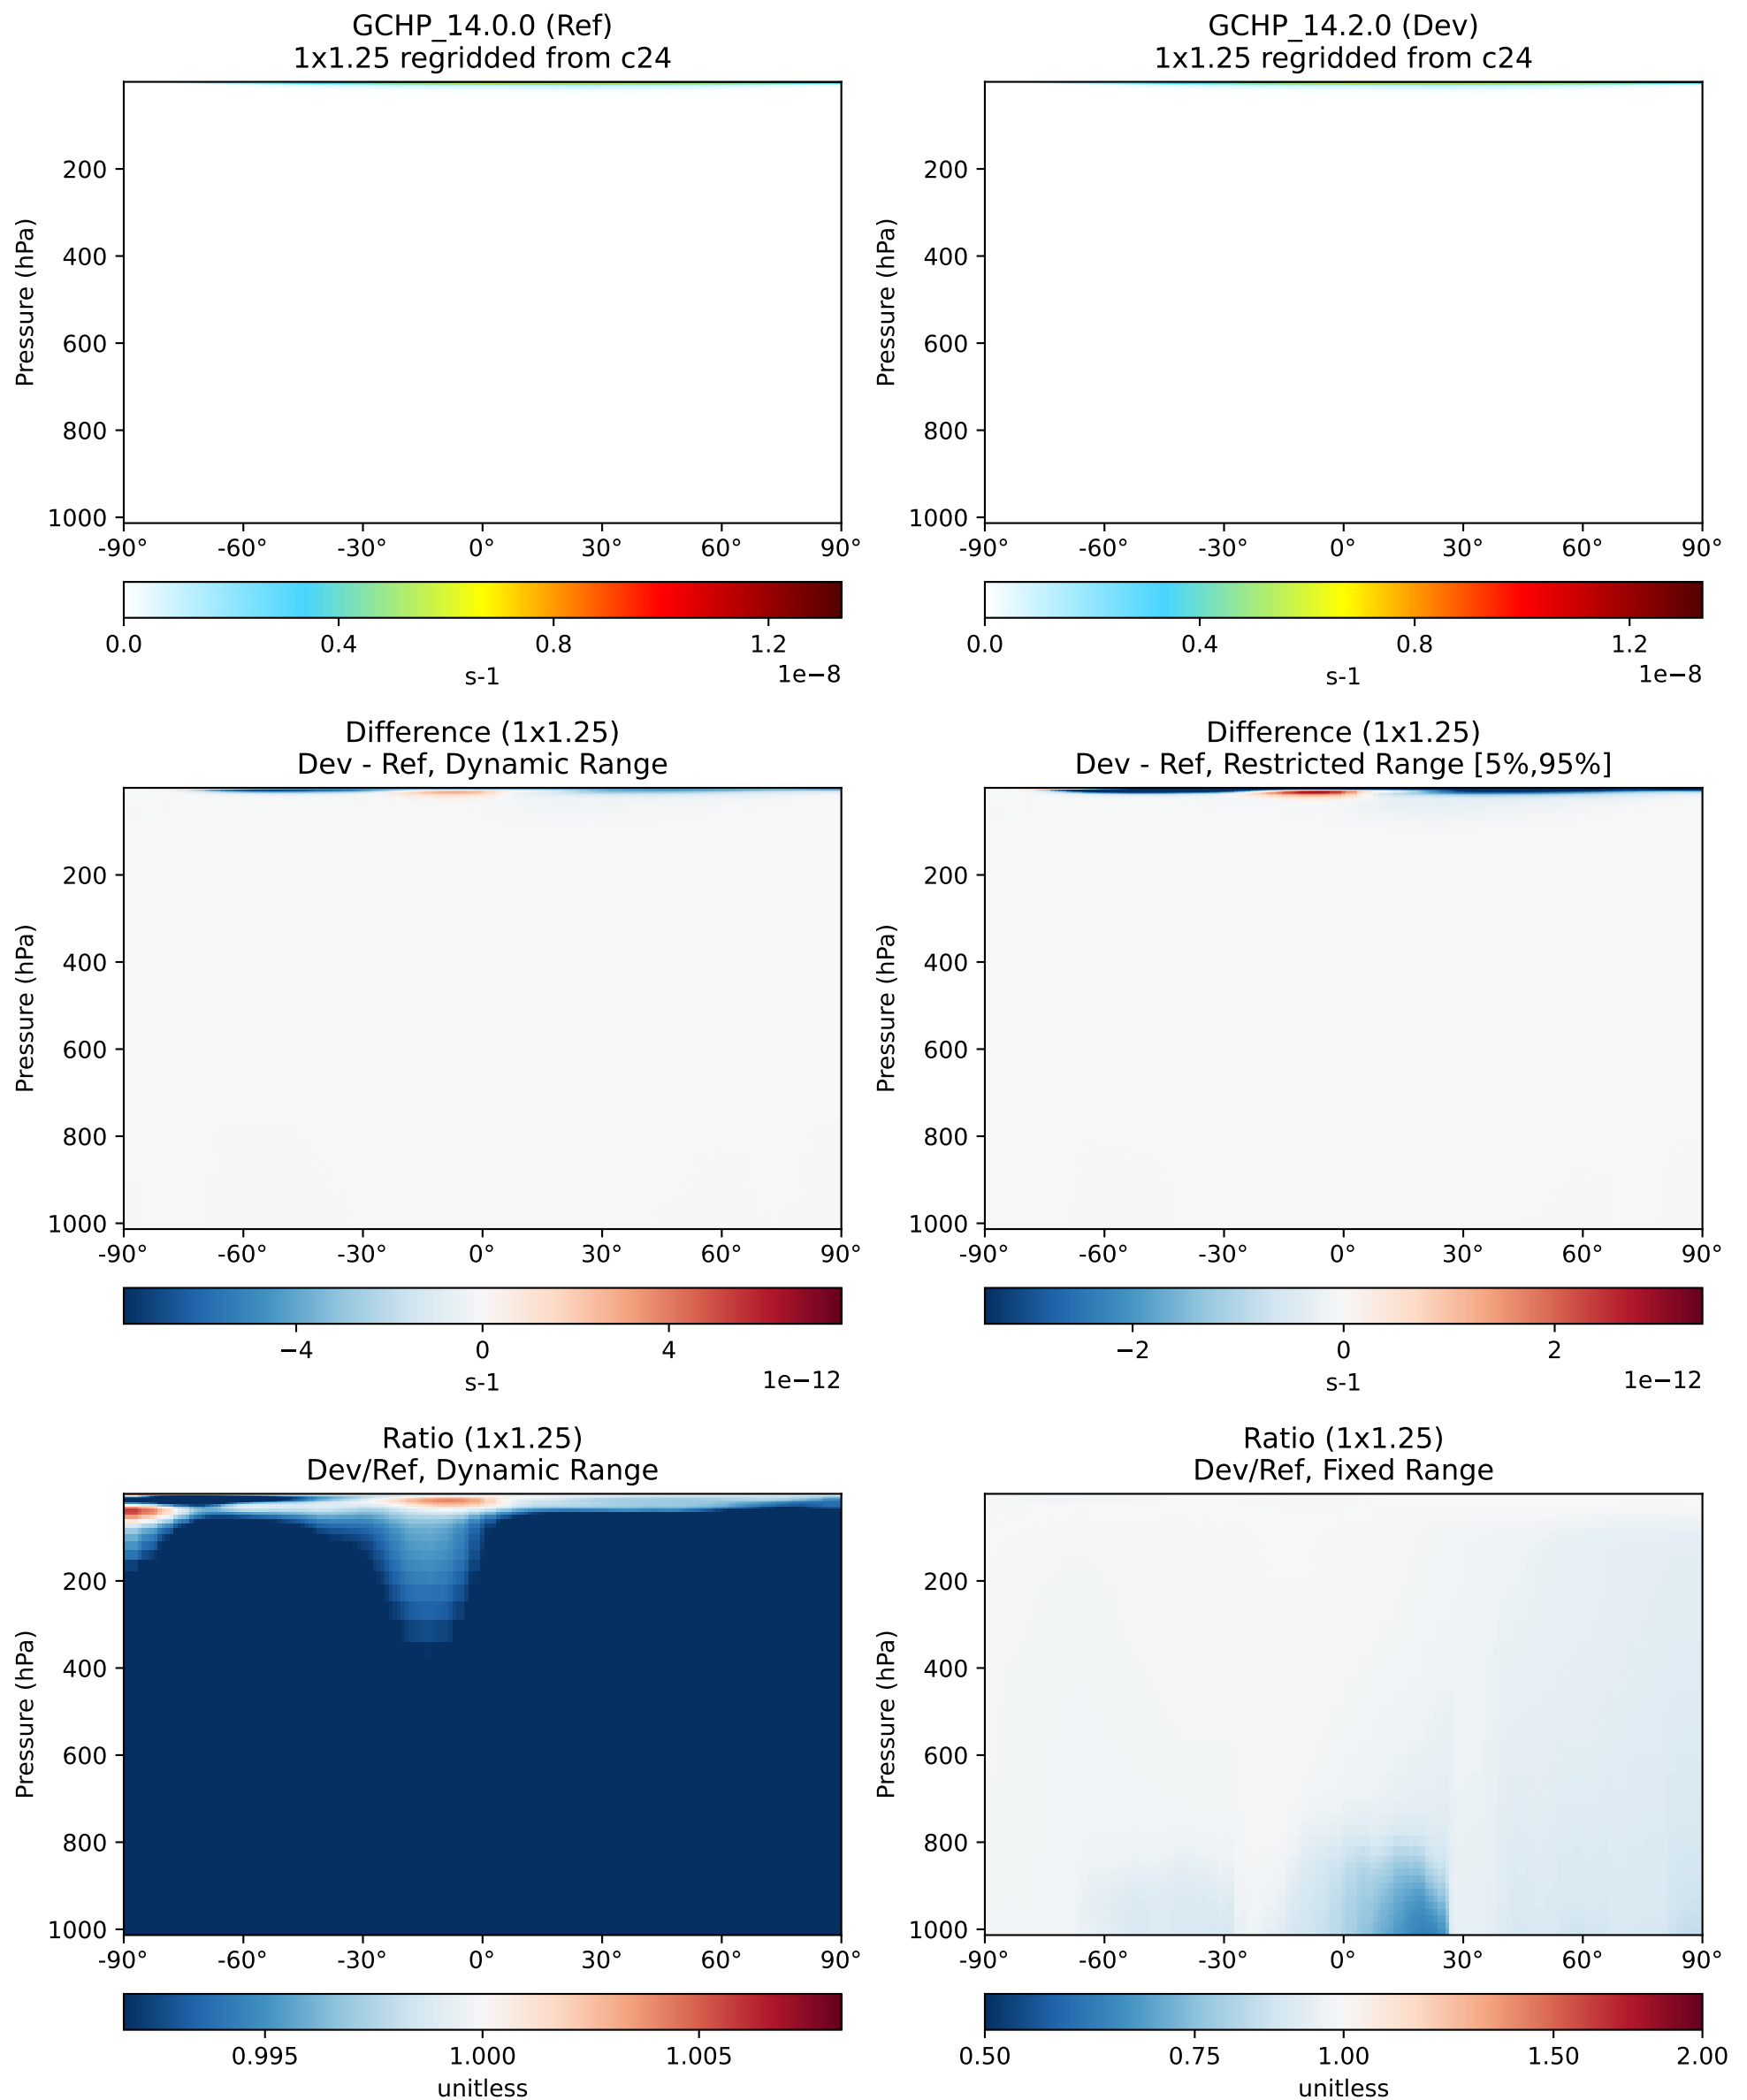 GCHP_14.0.0 (Ref)
1x1.25 regridded from c24
Pressure (hPa)
200
400
600
800
1000
-90° -60° -30° 0° 30° 60° 90°
0.0 0.4 0.8 1.2
1e−8
s-1
GCHP_14.2.0 (Dev)
1x1.25 regridded from c24
Pressure (hPa)
200
400
600
800
1000
-90° -60° -30° 0° 30° 60° 90°
0.0 0.4 0.8 1.2
1e−8
s-1
Difference (1x1.25)
Dev - Ref, Dynamic Range
Pressure (hPa)
200
400
600
800
1000
-90° -60° -30° 0° 30° 60° 90°
−4 0 4
1e−12
s-1
Difference (1x1.25)
Dev - Ref, Restricted Range [5%,95%]
Pressure (hPa)
200
400
600
800
1000
-90° -60° -30° 0° 30° 60° 90°
−2 0 2
1e−12
s-1
Ratio (1x1.25)
Dev/Ref, Dynamic Range
Pressure (hPa)
200
400
600
800
1000
-90° -60° -30° 0° 30° 60° 90°
0.995 1.000 1.005
unitless
Ratio (1x1.25)
Dev/Ref, Fixed Range
Pressure (hPa)
200
400
600
800
1000
-90° -60° -30° 0° 30° 60° 90°
0.50 0.75 1.00 1.50 2.00
unitless